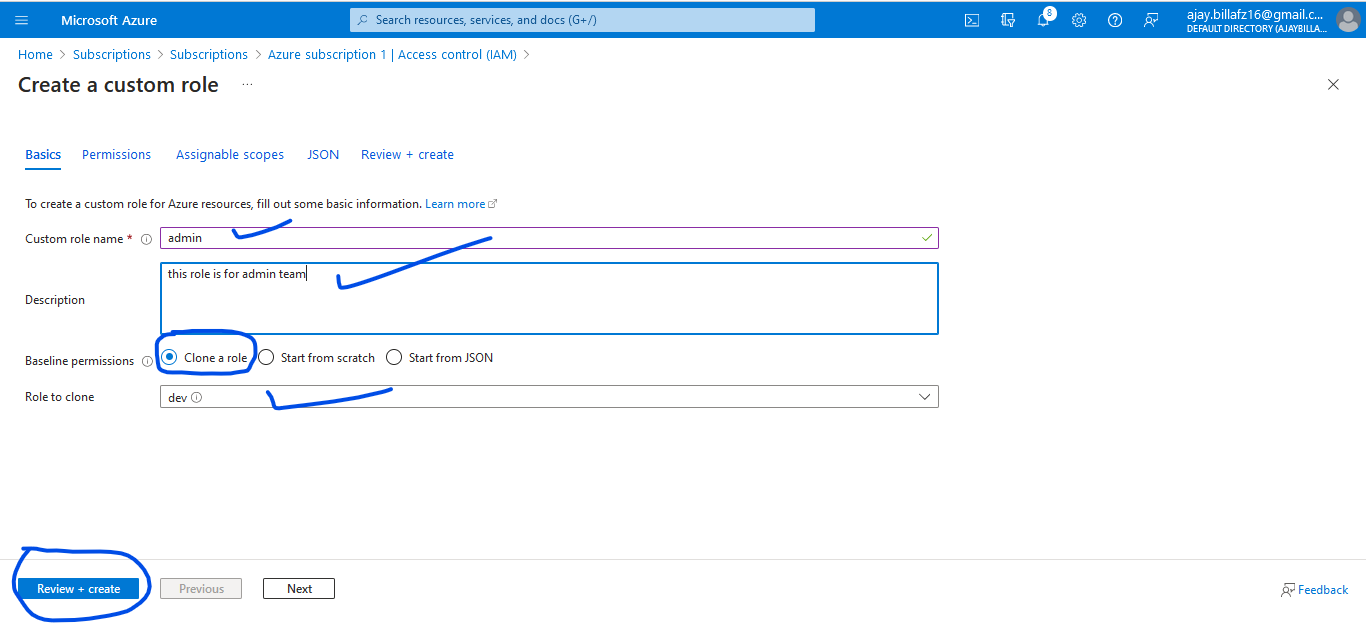 Microsoft Azure
Search resources, services, and docs (G+/)
8
ajay.billafz16@gmail.c...
DEFAULT DIRECTORY (AJAYBILLA...
Home > Subscriptions > Subscriptions > Azure subscription 1 | Access control (IAM) >
Create a custom role ...
Basics Permissions Assignable scopes JSON Review + create
To create a custom role for Azure resources, fill out some basic information. Learn more
Custom role name * admin
Description this role is for admin team
Baseline permissions Clone a role Start from scratch Start from JSON
Role to clone dev
Review + create Previous Next Feedback